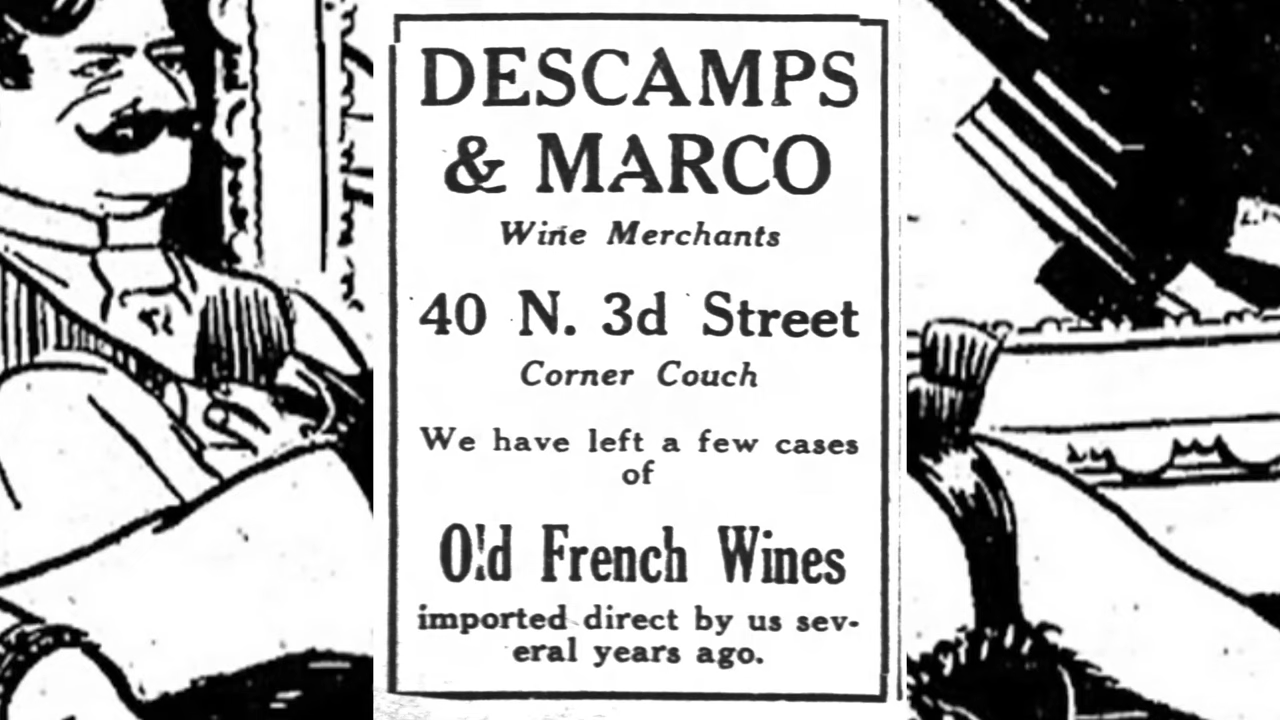 DESCAMPS
& MARCO
Wine Merchants
40 N. 3d Street
Corner Couch
We have left a few cases
of
Old French Wines
imported direct by us sev-
eral years ago.